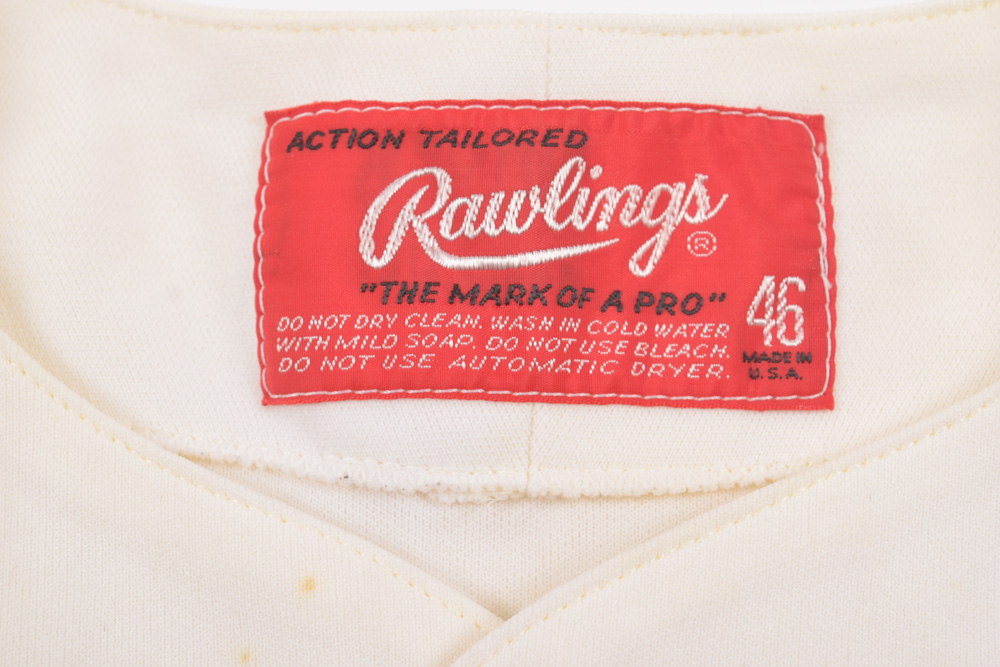 ACTION TAILORED
Rawlings ®
"THE MARK OF A PRO"
DO NOT DRY CLEAN. WASH IN COLD WATER
WITH MILD SOAP. DO NOT USE BLEACH.
DO NOT USE AUTOMATIC DRYER.
46
MADE IN
U.S.A.